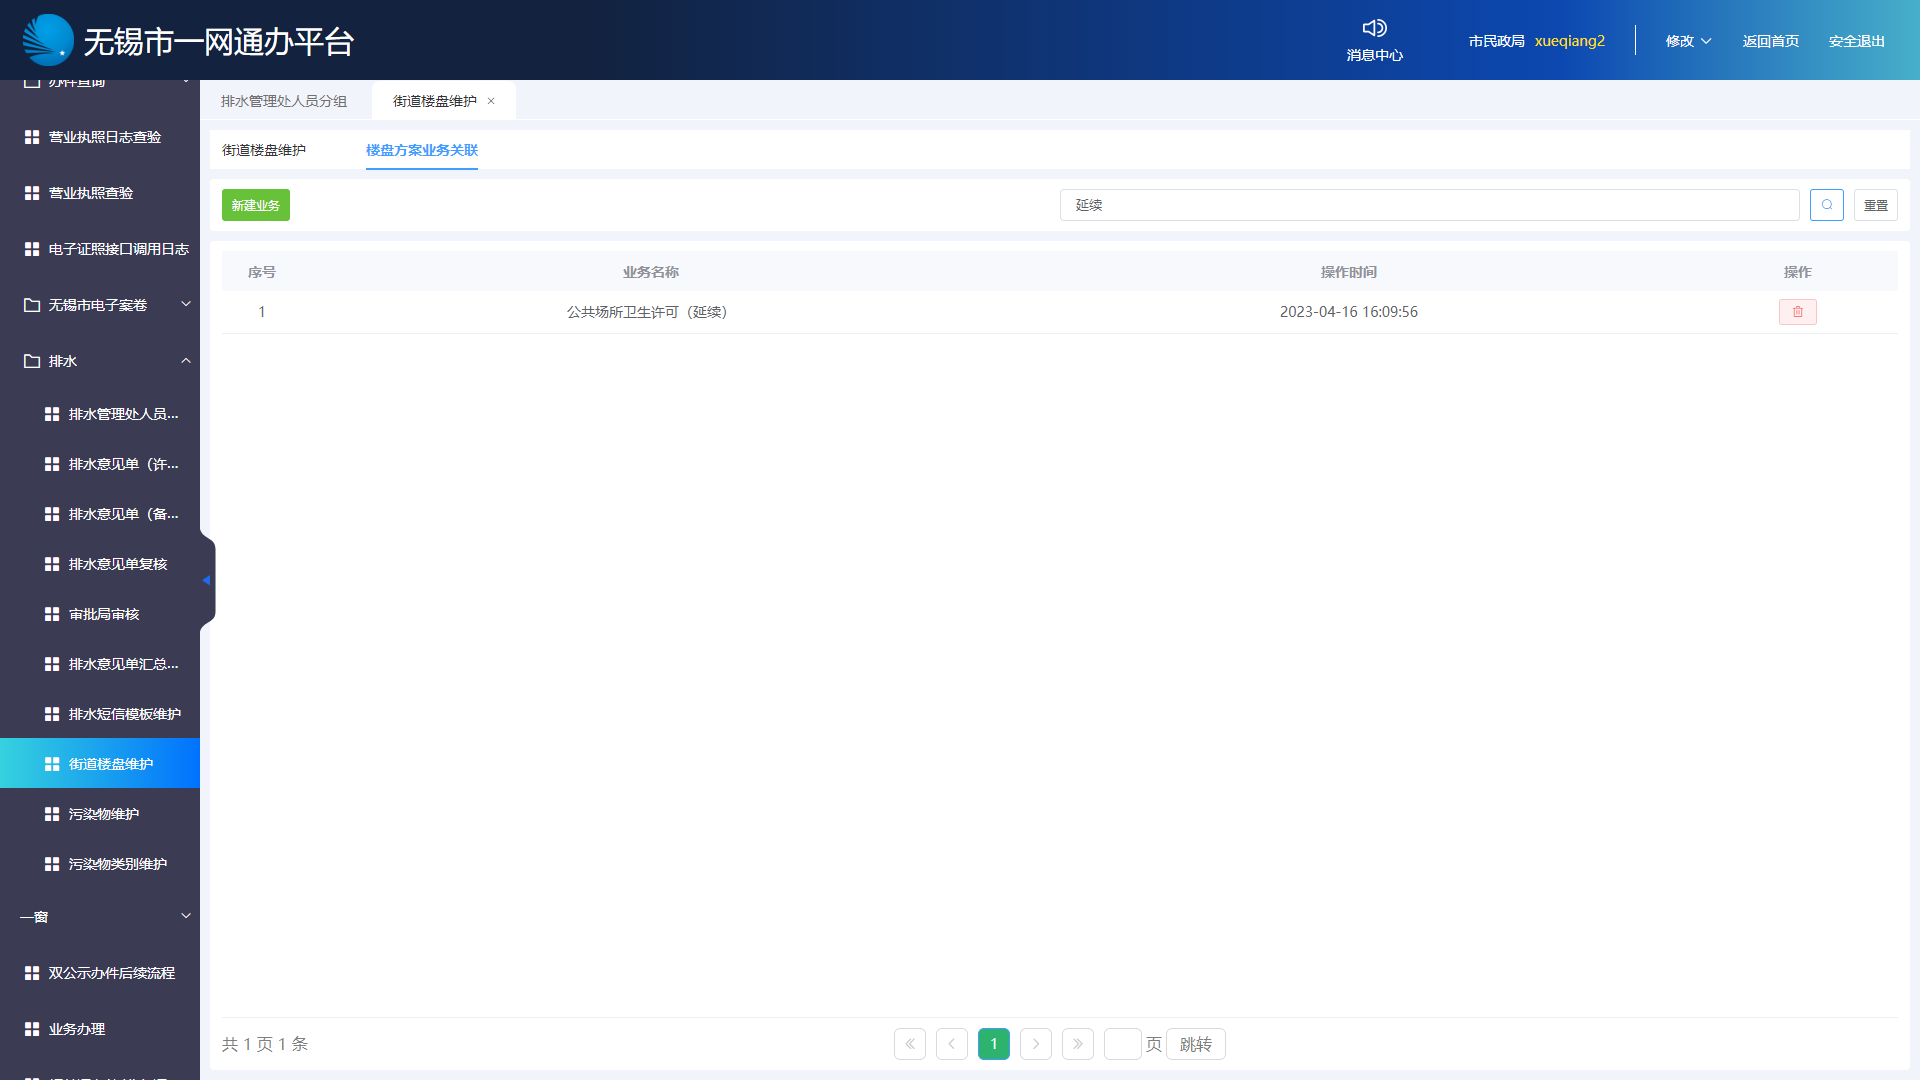 无锡市一网通办平台
消息中心
市民政局 xueqiang2
修改
返回首页
安全退出
办件查询
营业执照日志查验
营业执照查验
电子证照接口调用日志
无锡市电子案卷
排水
排水管理处人员...
排水意见单（许...
排水意见单（备...
排水意见单复核
审批局审核
排水意见单汇总...
排水短信模板维护
街道楼盘维护
污染物维护
污染物类别维护
一窗
双公示办件后续流程
业务办理
排水管理处人员分组
街道楼盘维护 ×
街道楼盘维护
楼盘方案业务关联
新建业务
延续
重置
序号 业务名称 操作时间 操作
1 公共场所卫生许可（延续） 2023-04-16 16:09:56
共 1 页 1 条
1
页
跳转